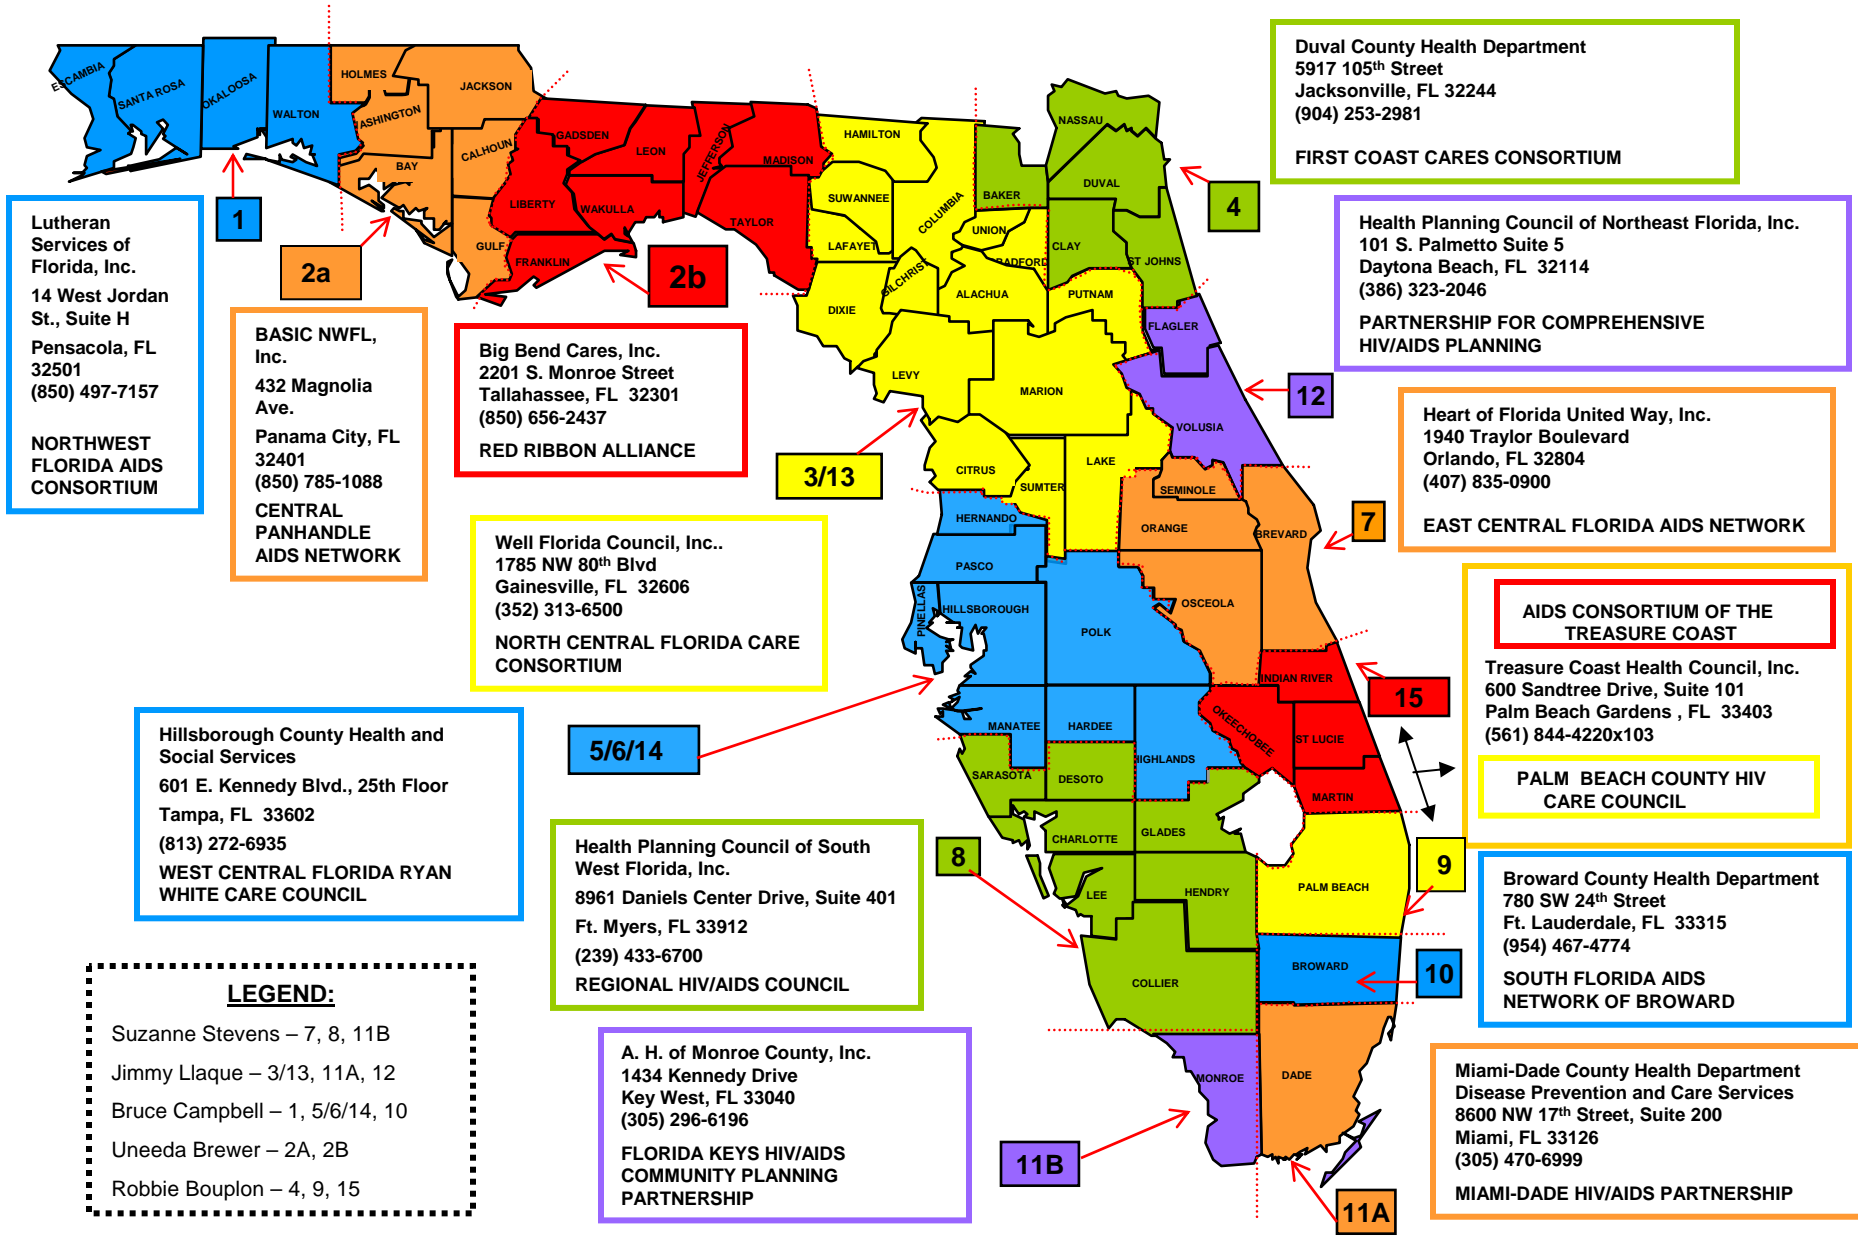 ESCAMBIA
SANTA ROSA
OKALOOSA
WALTON
HOLMES
ASHINGTON
JACKSON
BAY
CALHOUN
GULF
GADSDEN
LEON
JEFFERSON
MADISON
LIBERTY
WAKULLA
TAYLOR
FRANKLIN
HAMILTON
SUWANNEE
COLUMBIA
LAFAYET
UNION
RADFORD
GILCHRIST
ALACHUA
PUTNAM
DIXIE
LEVY
MARION
CITRUS
SUMTER
LAKE
NASSAU
DUVAL
BAKER
CLAY
ST JOHNS
FLAGLER
VOLUSIA
SEMINOLE
ORANGE
BREVARD
OSCEOLA
HERNANDO
PASCO
PINELLAS
HILLSBOROUGH
POLK
MANATEE
HARDEE
HIGHLANDS
SARASOTA
DESOTO
CHARLOTTE
GLADES
LEE
HENDRY
COLLIER
INDIAN RIVER
OKEECHOBEE
ST LUCIE
MARTIN
PALM BEACH
BROWARD
DADE
MONROE
1
2a
2b
3/13
4
12
7
5/6/14
15
8
9
10
11B
11A
Lutheran
Services of
Florida, Inc.
14 West Jordan
St., Suite H
Pensacola, FL
32501
(850) 497-7157
NORTHWEST
FLORIDA AIDS
CONSORTIUM
BASIC NWFL,
Inc.
432 Magnolia
Ave.
Panama City, FL
32401
(850) 785-1088
CENTRAL
PANHANDLE
AIDS NETWORK
Big Bend Cares, Inc.
2201 S. Monroe Street
Tallahassee, FL  32301
(850) 656-2437
RED RIBBON ALLIANCE
Well Florida Council, Inc..
1785 NW 80th Blvd
Gainesville, FL  32606
(352) 313-6500
NORTH CENTRAL FLORIDA CARE
CONSORTIUM
Hillsborough County Health and
Social Services
601 E. Kennedy Blvd., 25th Floor
Tampa, FL  33602
(813) 272-6935
WEST CENTRAL FLORIDA RYAN
WHITE CARE COUNCIL
Health Planning Council of South
West Florida, Inc.
8961 Daniels Center Drive, Suite 401
Ft. Myers, FL 33912
(239) 433-6700
REGIONAL HIV/AIDS COUNCIL
A. H. of Monroe County, Inc.
1434 Kennedy Drive
Key West, FL 33040
(305) 296-6196
FLORIDA KEYS HIV/AIDS
COMMUNITY PLANNING
PARTNERSHIP
Duval County Health Department
5917 105th Street
Jacksonville, FL 32244
(904) 253-2981
FIRST COAST CARES CONSORTIUM
Health Planning Council of Northeast Florida, Inc.
101 S. Palmetto Suite 5
Daytona Beach, FL  32114
(386) 323-2046
PARTNERSHIP FOR COMPREHENSIVE
HIV/AIDS PLANNING
Heart of Florida United Way, Inc.
1940 Traylor Boulevard
Orlando, FL 32804
(407) 835-0900
EAST CENTRAL FLORIDA AIDS NETWORK
AIDS CONSORTIUM OF THE
TREASURE COAST
Treasure Coast Health Council, Inc.
600 Sandtree Drive, Suite 101
Palm Beach Gardens , FL  33403
(561) 844-4220x103
PALM  BEACH COUNTY HIV
CARE COUNCIL
Broward County Health Department
780 SW 24th Street
Ft. Lauderdale, FL  33315
(954) 467-4774
SOUTH FLORIDA AIDS
NETWORK OF BROWARD
Miami-Dade County Health Department
Disease Prevention and Care Services
8600 NW 17th Street, Suite 200
Miami, FL 33126
(305) 470-6999
MIAMI-DADE HIV/AIDS PARTNERSHIP
LEGEND:
Suzanne Stevens – 7, 8, 11B
Jimmy Llaque – 3/13, 11A, 12
Bruce Campbell – 1, 5/6/14, 10
Uneeda Brewer – 2A, 2B
Robbie Bouplon – 4, 9, 15